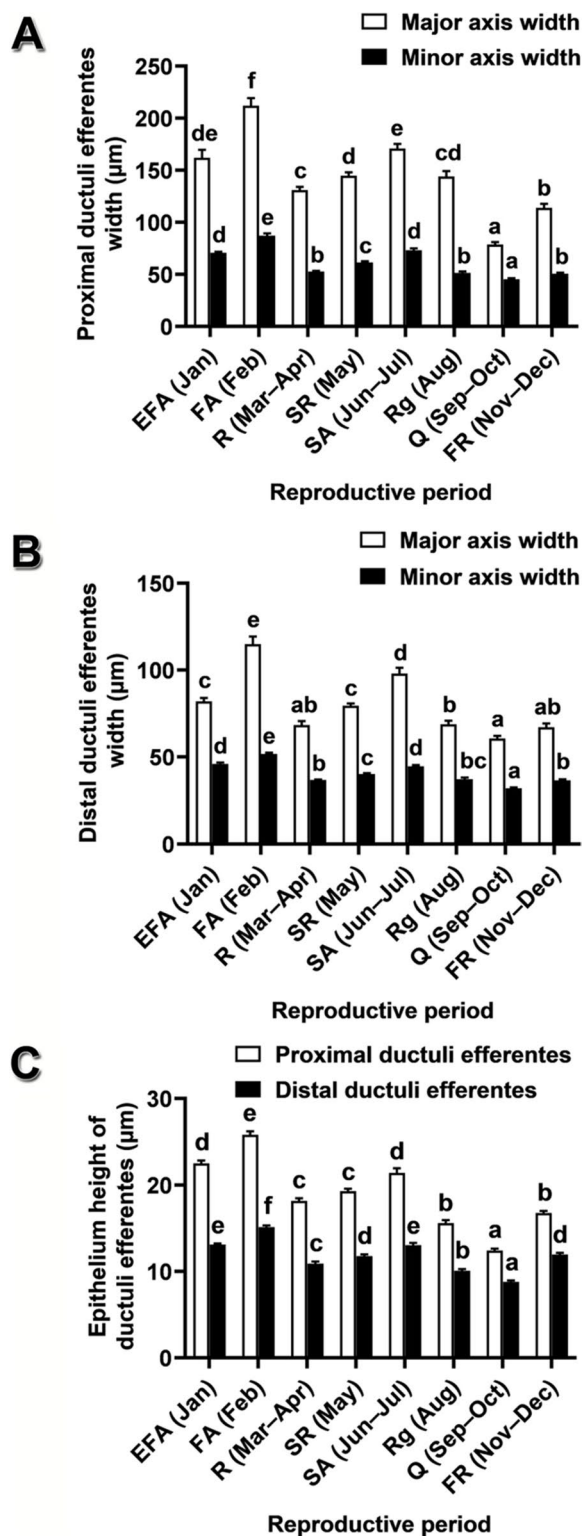 A
Major axis width
Minor axis width
Proximal ductuli efferentes
width (µm)
250
200
150
100
50
0
de
d
f
e
c
b
d
c
e
d
cd
b
a
a
b
b
EFA (Jan)
FA (Feb)
R (Mar–Apr)
SR (May)
SA (Jun–Jul)
Rg (Aug)
Q (Sep–Oct)
FR (Nov–Dec)
Reproductive period
B
Major axis width
Minor axis width
Distal ductuli efferentes
width (µm)
150
100
50
0
c
d
e
e
ab
b
c
c
d
d
b
bc
a
a
ab
b
EFA (Jan)
FA (Feb)
R (Mar–Apr)
SR (May)
SA (Jun–Jul)
Rg (Aug)
Q (Sep–Oct)
FR (Nov–Dec)
Reproductive period
C
Proximal ductuli efferentes
Distal ductuli efferentes
Epithelium height of
ductuli efferentes (µm)
30
20
10
0
d
e
e
f
c
c
c
d
d
e
b
b
a
a
b
d
EFA (Jan)
FA (Feb)
R (Mar–Apr)
SR (May)
SA (Jun–Jul)
Rg (Aug)
Q (Sep–Oct)
FR (Nov–Dec)
Reproductive period